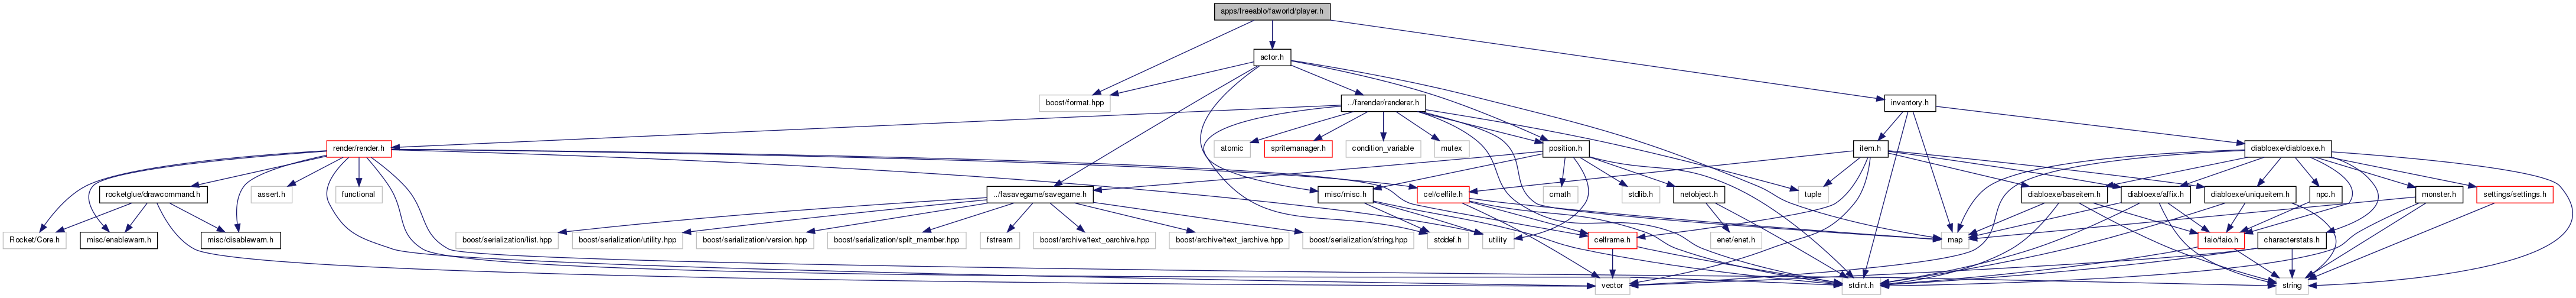 apps/freeablo/faworld/player.h
actor.h
boost/format.hpp
../farender/renderer.h
inventory.h
render/render.h
atomic
spritemanager.h
condition_variable
mutex
position.h
item.h
diabloexe/diabloexe.h
rocketglue/drawcommand.h
assert.h
functional
../fasavegame/savegame.h
misc/misc.h
cel/celfile.h
cmath
stdlib.h
netobject.h
tuple
diabloexe/baseitem.h
diabloexe/affix.h
diabloexe/uniqueitem.h
npc.h
monster.h
settings/settings.h
Rocket/Core.h
misc/enablewarn.h
misc/disablewarn.h
boost/serialization/list.hpp
boost/serialization/utility.hpp
boost/serialization/version.hpp
boost/serialization/split_member.hpp
fstream
boost/archive/text_oarchive.hpp
boost/archive/text_iarchive.hpp
boost/serialization/string.hpp
stddef.h
utility
celframe.h
enet/enet.h
map
faio/faio.h
characterstats.h
vector
stdint.h
string